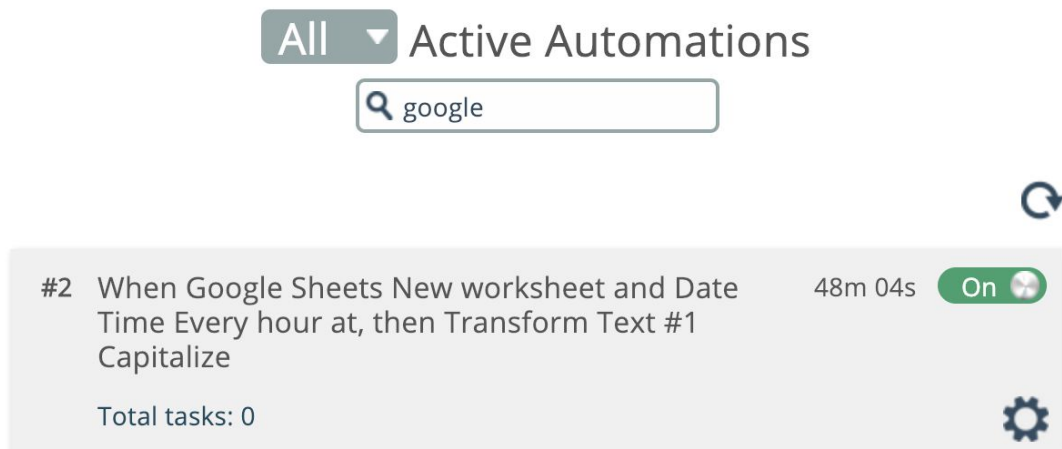 All Active Automations
google
#2 When Google Sheets New worksheet and Date 48m 04s On
Time Every hour at, then Transform Text #1
Capitalize
Total tasks: 0